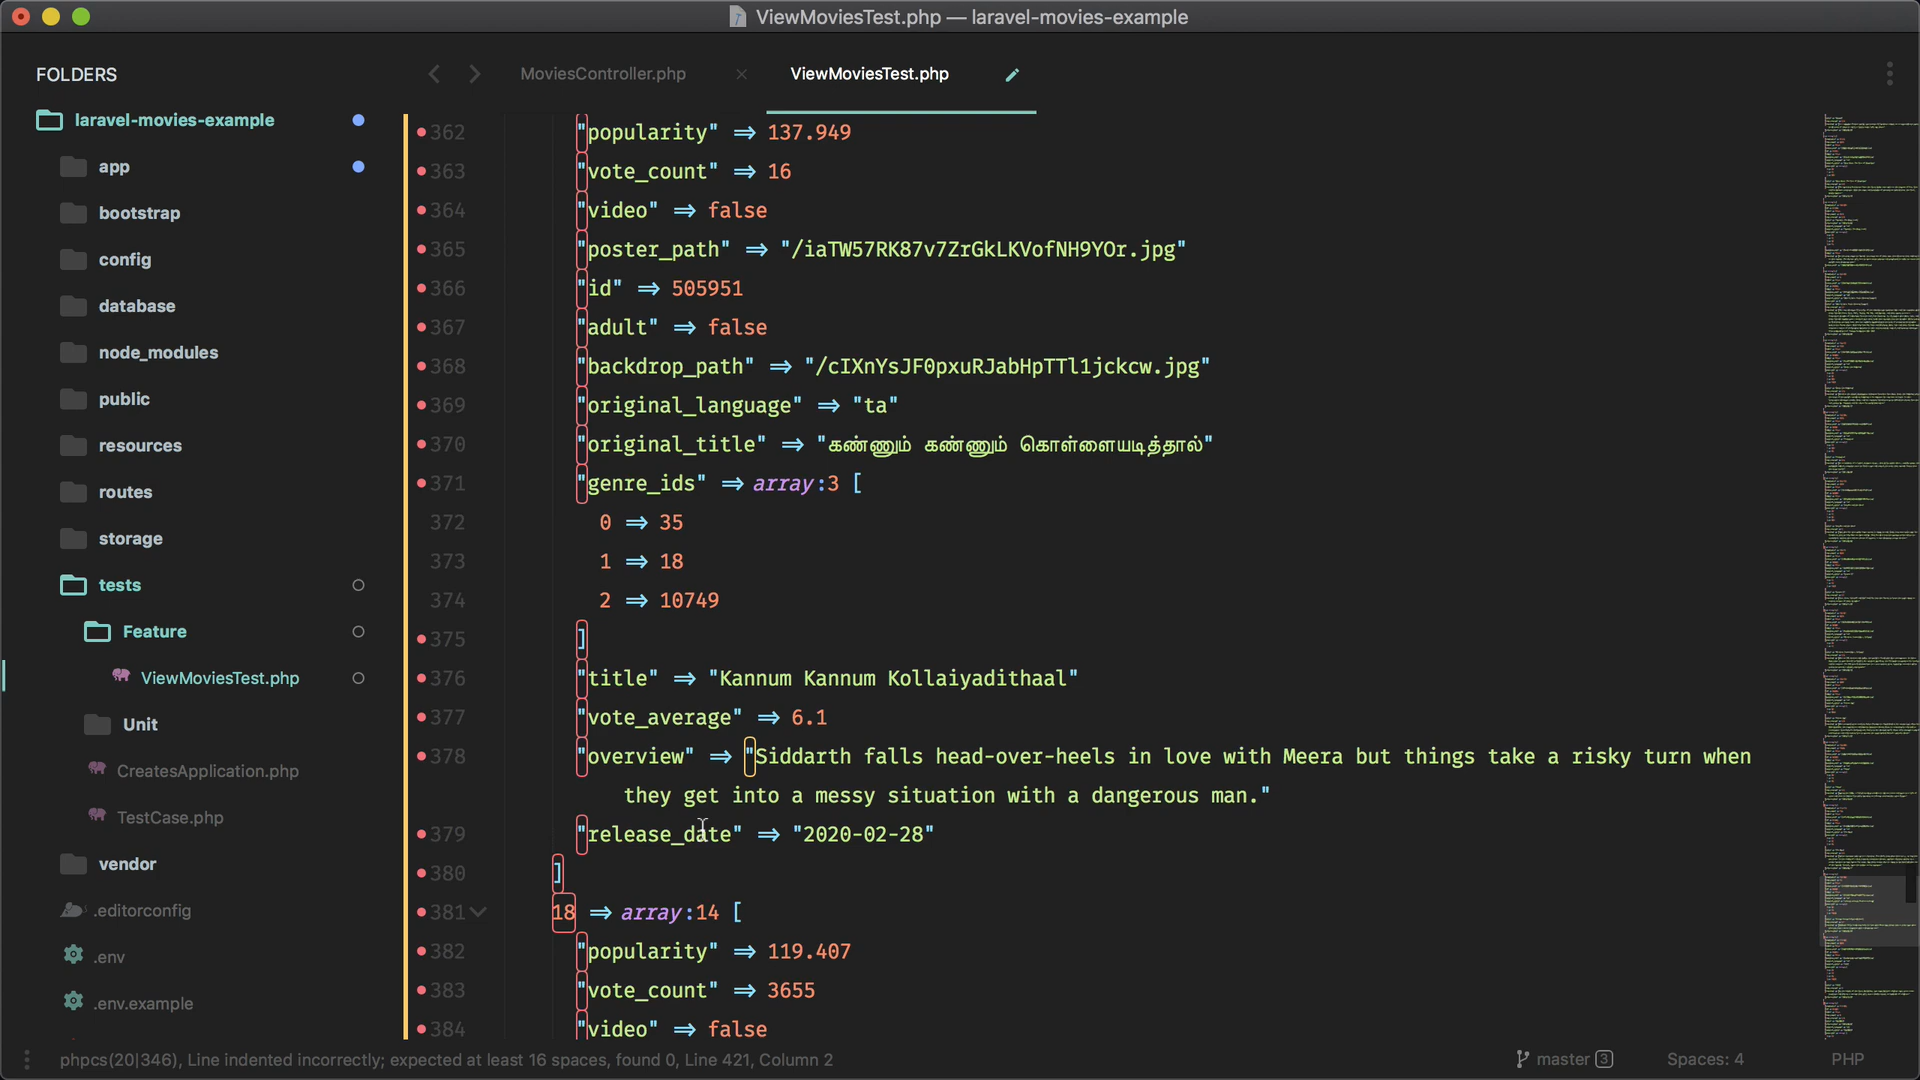 ViewMoviesTest.php — laravel-movies-example
FOLDERS
laravel-movies-example
app
bootstrap
config
database
node_modules
public
resources
routes
storage
tests
Feature
ViewMoviesTest.php
Unit
CreatesApplication.php
TestCase.php
vendor
.editorconfig
.env
.env.example
MoviesController.php × ViewMoviesTest.php
362 "popularity" => 137.949
363 "vote_count" => 16
364 "video" => false
365 "poster_path" => "/iaTW57RK87v7ZrGkLKVofNH9YOr.jpg"
366 "id" => 505951
367 "adult" => false
368 "backdrop_path" => "/cIXnYsJF0pxuRJabHpTTl1jckcw.jpg"
369 "original_language" => "ta"
370 "original_title" => "கண்ணும் கண்ணும் கொள்ளையடித்தால்"
371 "genre_ids" => array:3 [
372 0 => 35
373 1 => 18
374 2 => 10749
375 ]
376 "title" => "Kannum Kannum Kollaiyadithaal"
377 "vote_average" => 6.1
378 "overview" => "Siddarth falls head-over-heels in love with Meera but things take a risky turn when
they get into a messy situation with a dangerous man."
379 "release_date" => "2020-02-28"
380 ]
381 18 => array:14 [
382 "popularity" => 119.407
383 "vote_count" => 3655
384 "video" => false
phpcs(20|346), Line indented incorrectly; expected at least 16 spaces, found 0, Line 421, Column 2
master 3
Spaces: 4
PHP